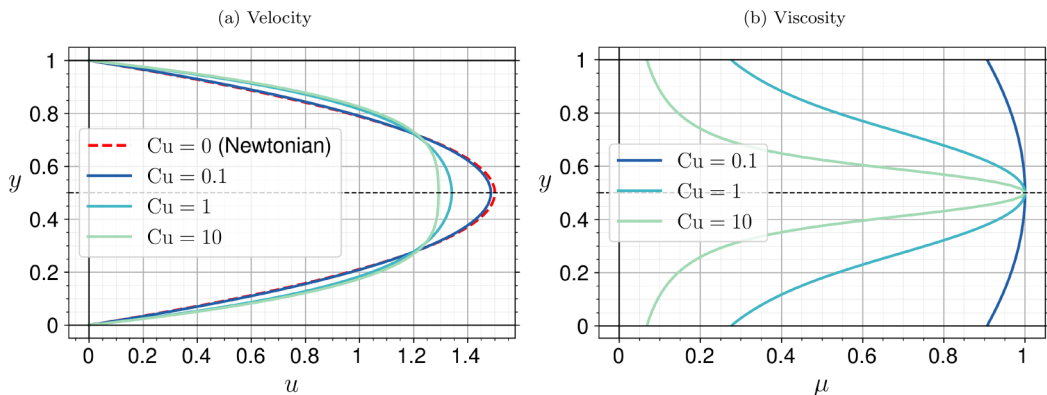 (a) Velocity
1
0.8
0.6
y
0.4
0.2
0
Cu = 0 (Newtonian)
Cu = 0.1
Cu = 1
Cu = 10
0 0.2 0.4 0.6 0.8 1 1.2 1.4
u
(b) Viscosity
1
0.8
0.6
y
0.4
0.2
0
Cu = 0.1
Cu = 1
Cu = 10
0 0.2 0.4 0.6 0.8 1
μ